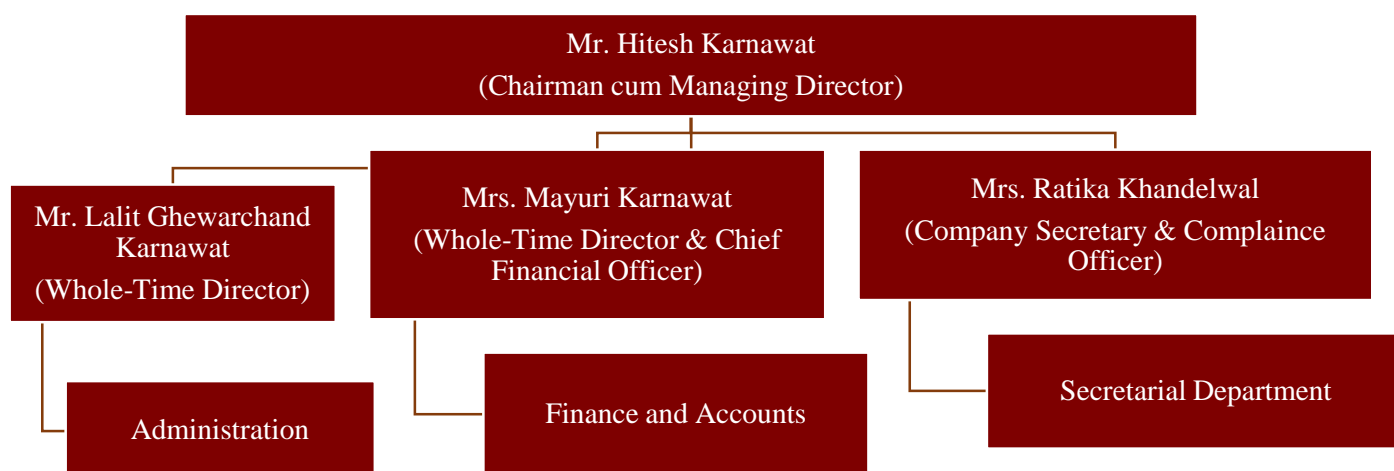 Mr. Hitesh Karnawat
(Chairman cum Managing Director)
Mr. Lalit Ghewarchand
Karnawat
(Whole-Time Director)
Mrs. Mayuri Karnawat
(Whole-Time Director & Chief
Financial Officer)
Mrs. Ratika Khandelwal
(Company Secretary & Complaince
Officer)
Administration
Finance and Accounts
Secretarial Department